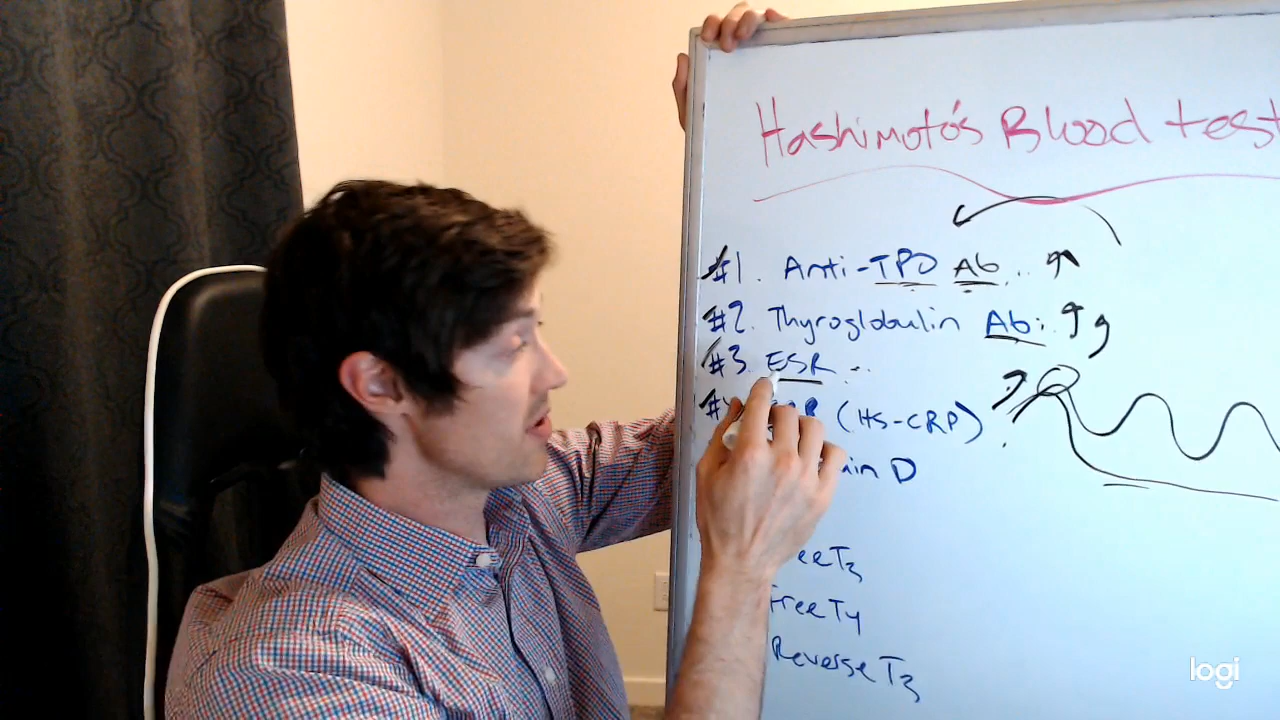 Hashimoto's Blood test
#1. Anti-TPO Ab.. ↑
#2. Thyroglobulin Ab: ↑
#3. ESR ...
(HS-CRP)
D
Free T4
Reverse T3
logi